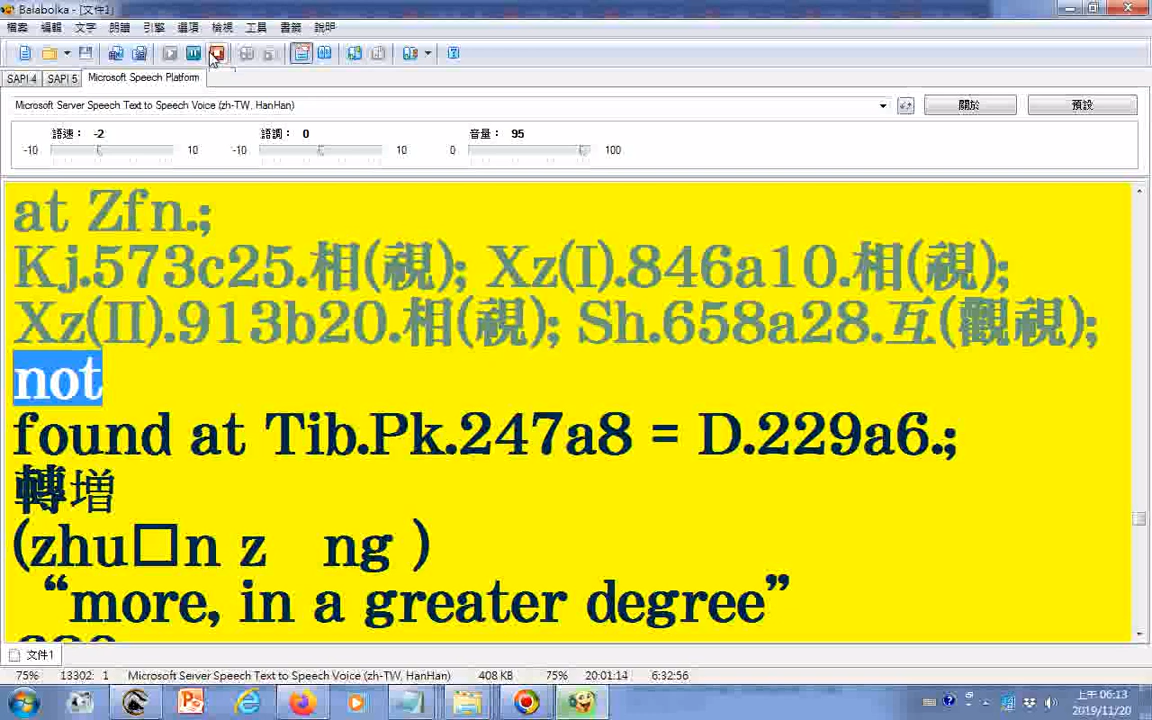 Balabolka - [文件1]
檔案 編輯 文字 朗讀 引擎 選項 檢視 工具 書籤 說明
SAPI 4 SAPI 5 Microsoft Speech Platform
Microsoft Server Speech Text to Speech Voice (zh-TW, HanHan) 關於 預設
語速： -2 語調： 0 音量： 95
-10 10 -10 10 0 100
at Zfn.;
Kj.573c25.相(視); Xz(I).846a10.相(視);
Xz(II).913b20.相(視); Sh.658a28.互(觀視);
not
found at Tib.Pk.247a8 = D.229a6.;
轉增
(zhu□n z ng )
“more, in a greater degree”
文件1
75% 13302: 1 Microsoft Server Speech Text to Speech Voice (zh-TW, HanHan) 408 KB 75% 20:01:14 6:32:56
上午 06:13
2019/11/20